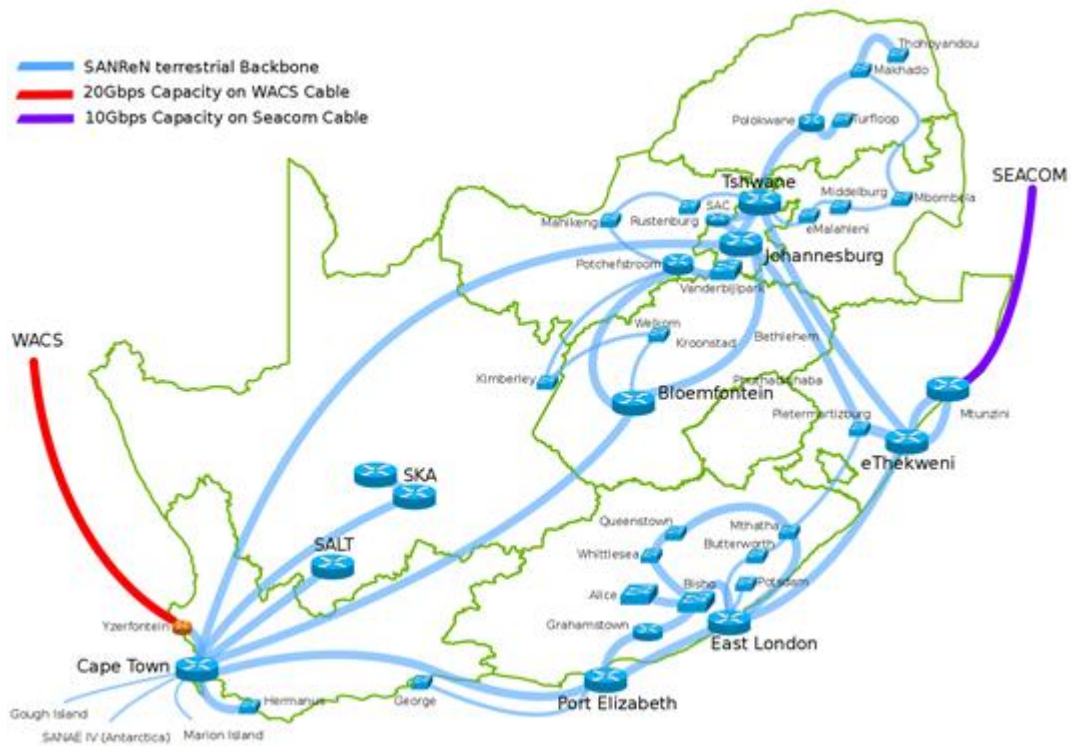 Thohoyandou
SANReN terrestrial Backbone
Makhado
20Gbps Capacity on WACS Cable
10Gbps Capacity on Seacom Cable
Polokwane
Turfloop
SEACOM
Tshwane
Middelburg
Mbombela
SAC
Mahikeng
Rustenburg
eMalahleni
Johannesburg
Potchefstroom
Vanderbijlpark
Welkom
Bethlehem
WACS
Kroonstad
Kimberley
Phuthaditjhaba
Bloemfontein
Mtunzini
Pietermartizburg
eThekweni
SKA
Queenstown
Mthatha
SALT
Butterworth
Whittlesea
Bisho
Potsdam
Alice
Yzerfontein
Grahamstown
East London
Cape Town
Hermanus
George
Port Elizabeth
Gough Island
SANAE IV (Antarctica)
Marion Island